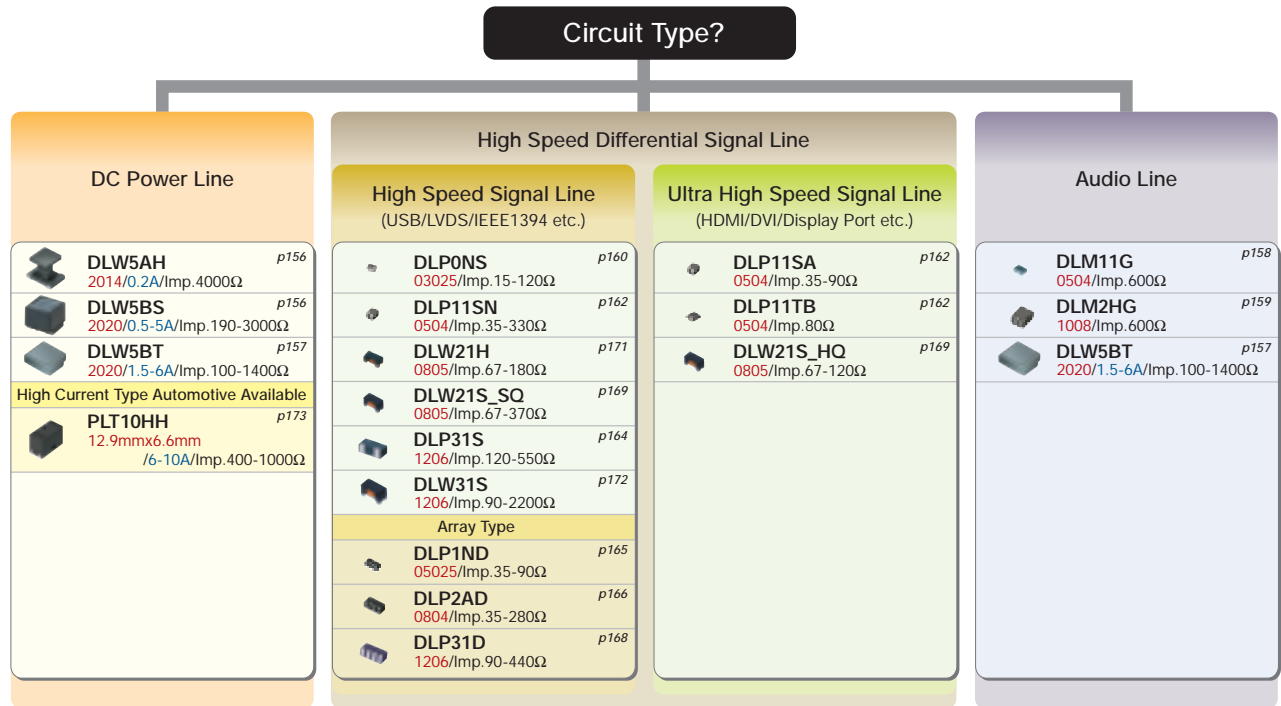 Circuit Type?
DC Power Line
DLW5AH p156
2014/0.2A/Imp.4000Ω
DLW5BS p156
2020/0.5-5A/Imp.190-3000Ω
DLW5BT p157
2020/1.5-6A/Imp.100-1400Ω
High Current Type Automotive Available
PLT10HH p173
12.9mmx6.6mm
/6-10A/Imp.400-1000Ω
High Speed Differential Signal Line
High Speed Signal Line
(USB/LVDS/IEEE1394 etc.)
DLP0NS p160
03025/Imp.15-120Ω
DLP11SN p162
0504/Imp.35-330Ω
DLW21H p171
0805/Imp.67-180Ω
DLW21S_SQ p169
0805/Imp.67-370Ω
DLP31S p164
1206/Imp.120-550Ω
DLW31S p172
1206/Imp.90-2200Ω
Array Type
DLP1ND p165
05025/Imp.35-90Ω
DLP2AD p166
0804/Imp.35-280Ω
DLP31D p168
1206/Imp.90-440Ω
Ultra High Speed Signal Line
(HDMI/DVI/Display Port etc.)
DLP11SA p162
0504/Imp.35-90Ω
DLP11TB p162
0504/Imp.80Ω
DLW21S_HQ p169
0805/Imp.67-120Ω
Audio Line
DLM11G p158
0504/Imp.600Ω
DLM2HG p159
1008/Imp.600Ω
DLW5BT p157
2020/1.5-6A/Imp.100-1400Ω